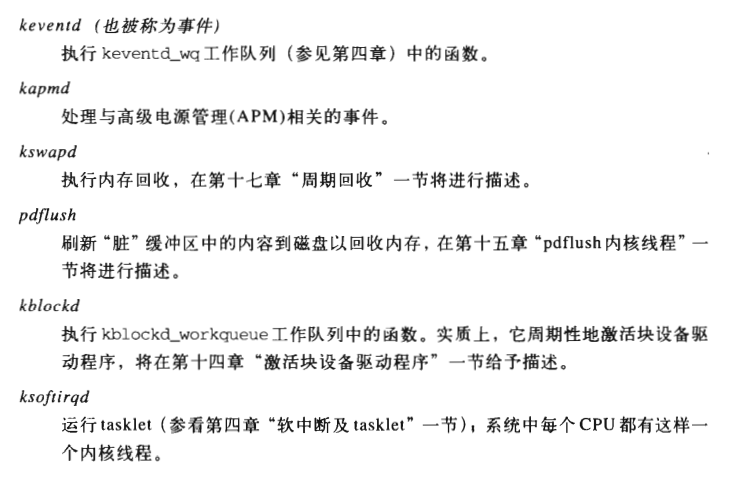 keventd（也被称为事件）
执行 keventd_wq 工作队列（参见第四章）中的函数。
kapmd
处理与高级电源管理(APM)相关的事件。
kswapd
执行内存回收，在第十七章“周期回收”一节将进行描述。
pdflush
刷新“脏”缓冲区中的内容到磁盘以回收内存，在第十五章“pdflush 内核线程”一
节将进行描述。
kblockd
执行 kblockd_workqueue 工作队列中的函数。实质上，它周期性地激活块设备驱
动程序，将在第十四章“激活块设备驱动程序”一节给予描述。
ksoftirqd
运行 tasklet（参看第四章“软中断及 tasklet”一节）；系统中每个 CPU 都有这样一
个内核线程。